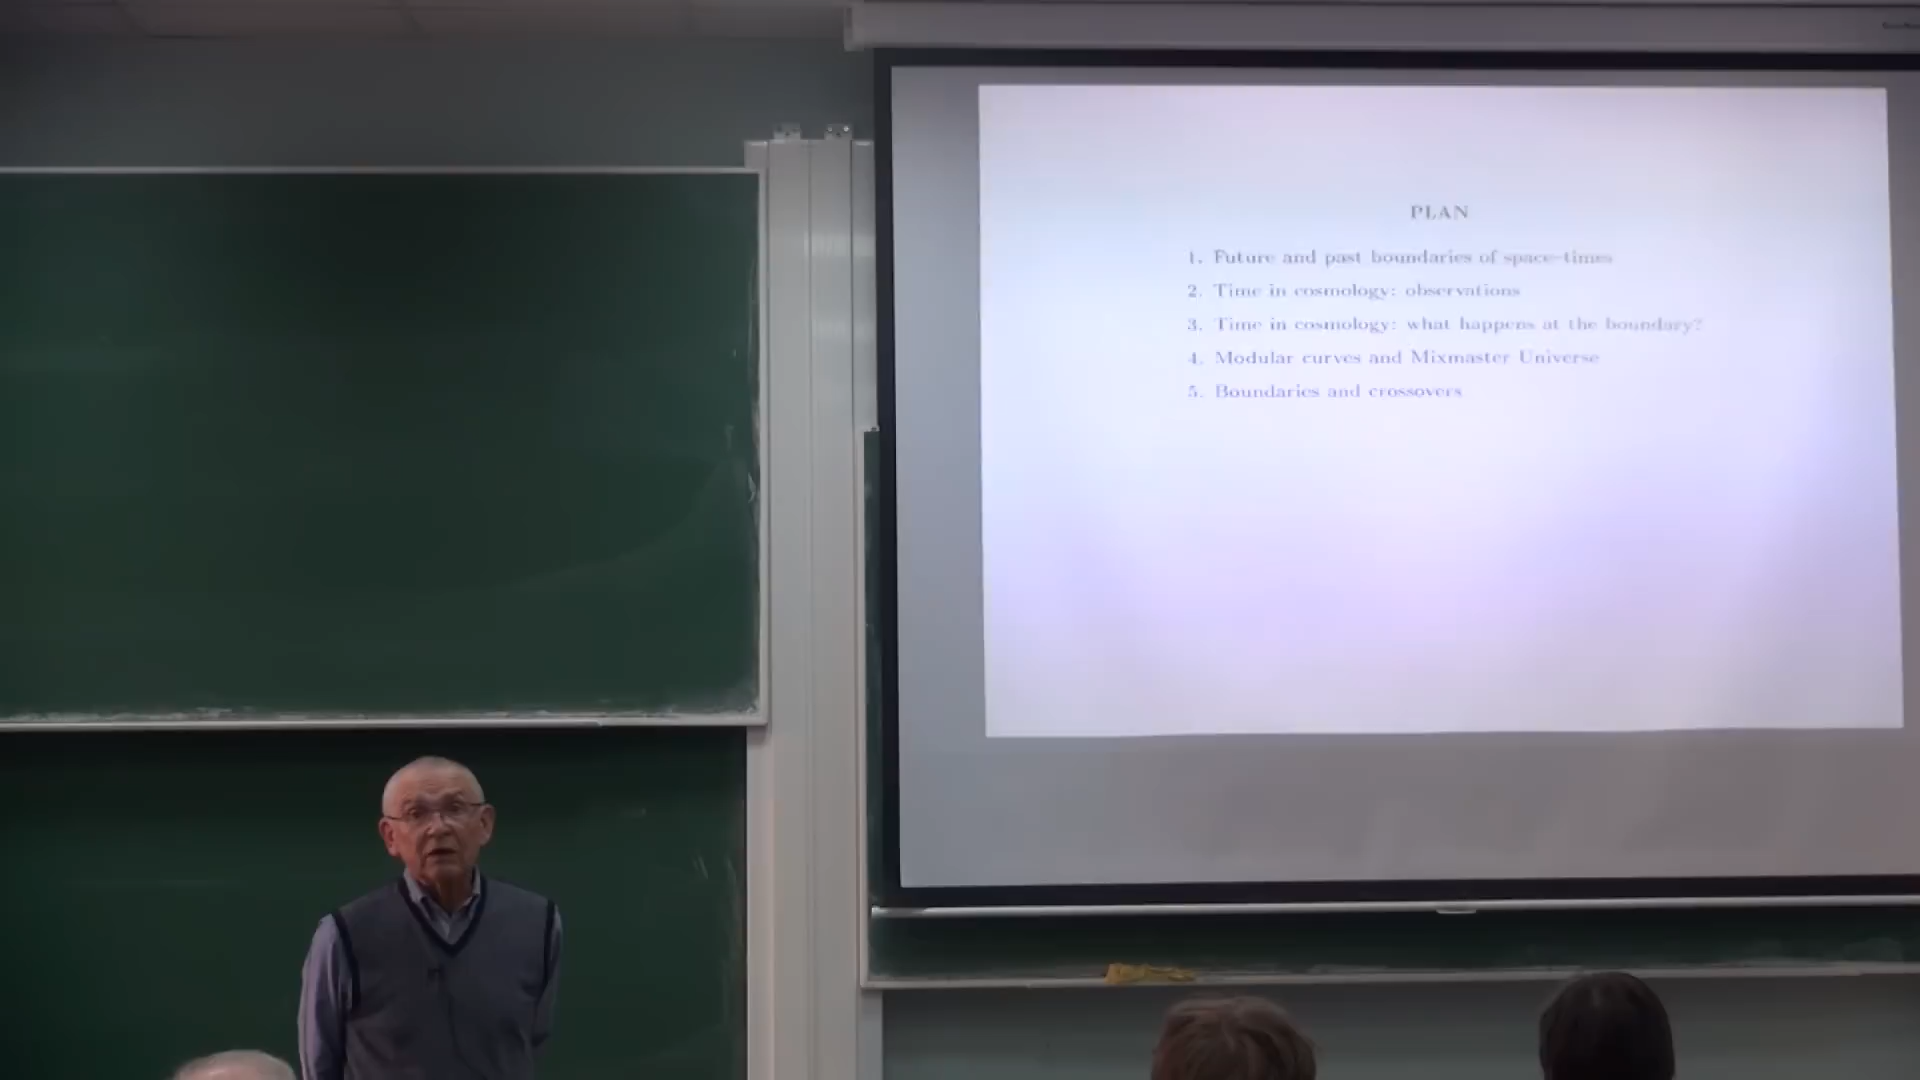 PLAN
1. Future and past boundaries of space-times
2. Time in cosmology: observations
3. Time in cosmology: what happens at the boundary?
4. Modular curves and Mixmaster Universe
5. Boundaries and crossovers